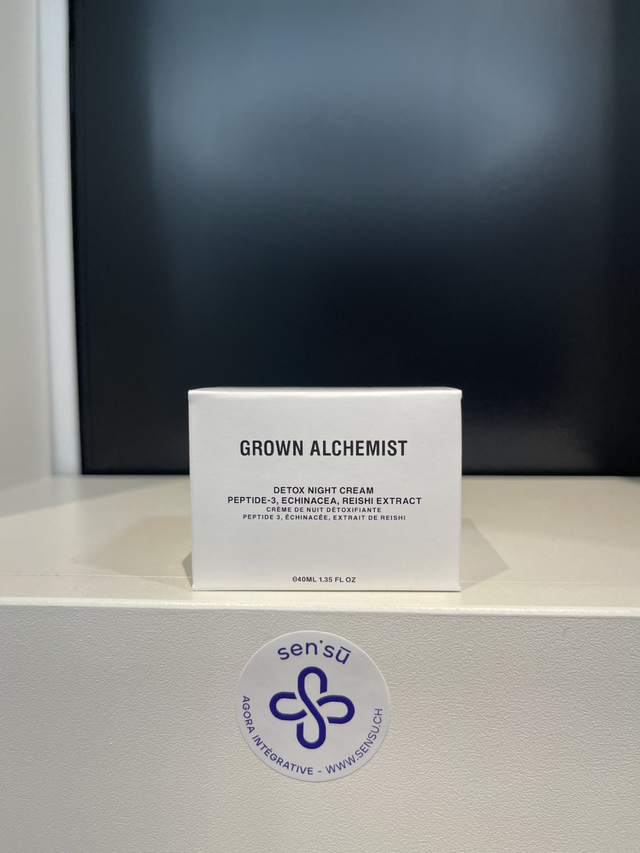 GROWN ALCHEMIST
DETOX NIGHT CREAM
PEPTIDE-3, ECHINACEA, REISHI EXTRACT
CRÈME DE NUIT DÉTOXIFIANTE
PEPTIDE 3, ÉCHINACÉE, EXTRAIT DE REISHI
℮40ML 1.35 FL OZ
sen'sū
AGORA INTÉGRATIVE - WWW.SENSU.CH